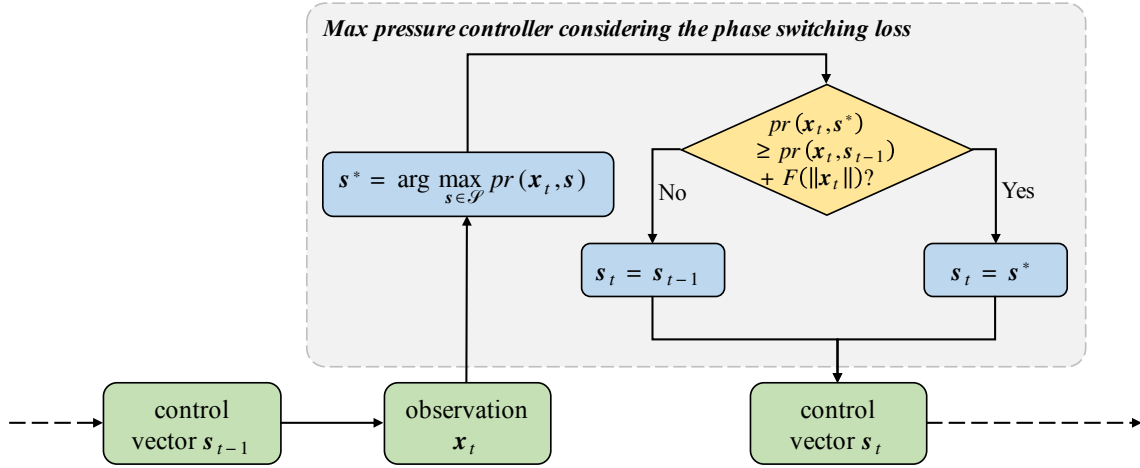 Max pressure controller considering the phase switching loss
pr(x_t, s*)
≥ pr(x_t, s_{t−1})
+ F(‖x_t‖)?
s* = arg max_{s∈𝒮} pr(x_t, s)
No
Yes
s_t = s_{t−1}
s_t = s*
control
vector s_{t−1}
observation
x_t
control
vector s_t